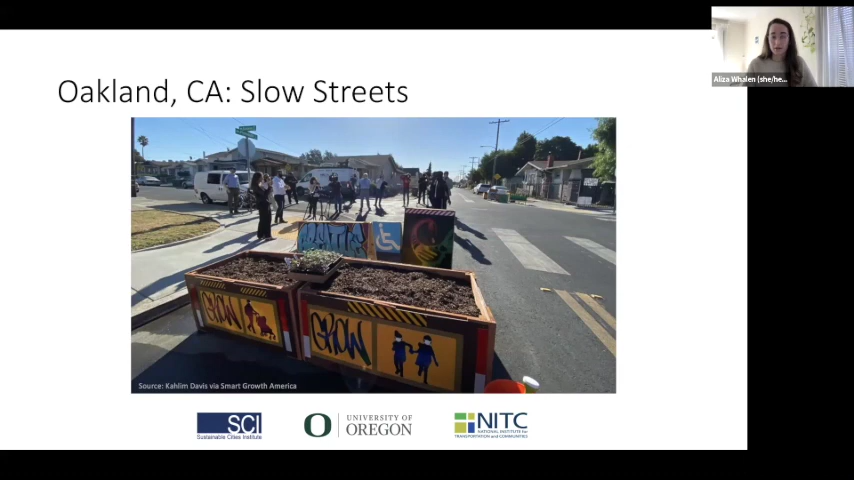 Aliza Whalen (she/he...
Oakland, CA: Slow Streets
GROW
GROW
Source: Kahlim Davis via Smart Growth America
SCI
Sustainable Cities Institute
O
UNIVERSITY OF
OREGON
NITC
NATIONAL INSTITUTE for
TRANSPORTATION and COMMUNITIES